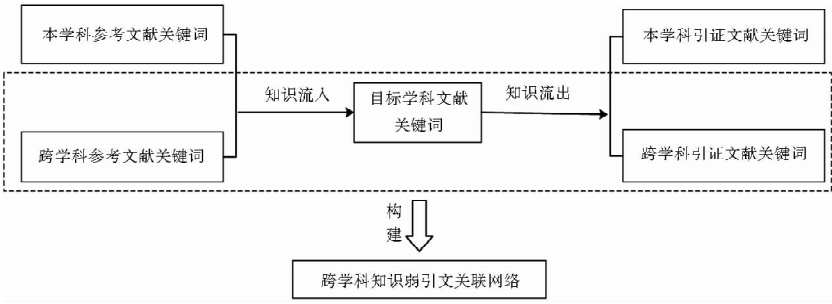 本学科参考文献关键词
本学科引证文献关键词
知识流入
目标学科文献
关键词
知识流出
跨学科参考文献关键词
跨学科引证文献关键词
构
建
跨学科知识弱引文关联网络